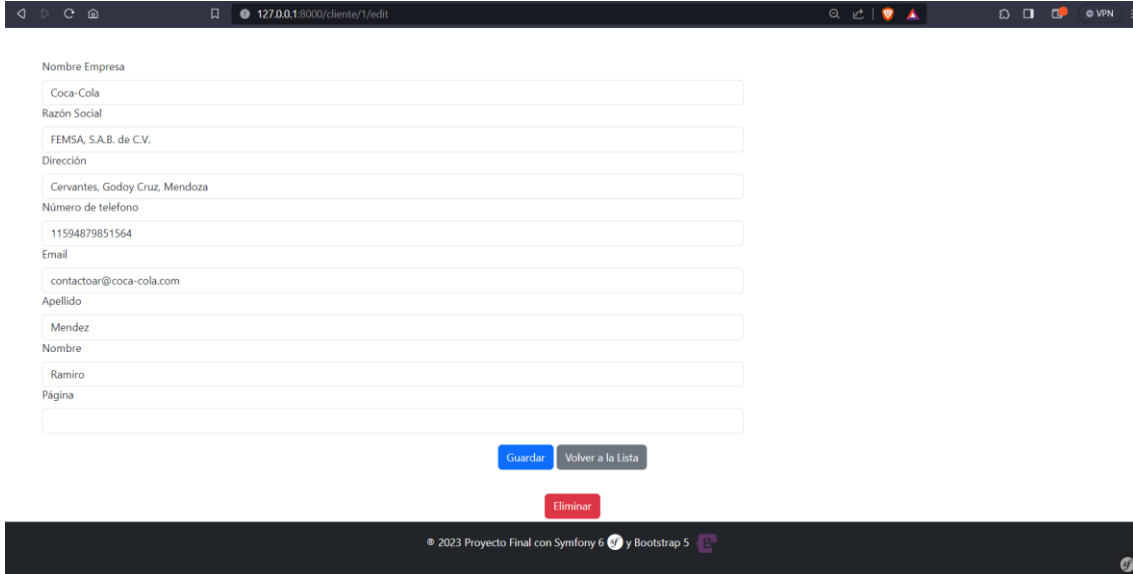 127.0.0.1:8000/cliente/1/edit
VPN
Nombre Empresa
Coca-Cola
Razón Social
FEMSA, S.A.B. de C.V.
Dirección
Cervantes, Godoy Cruz, Mendoza
Número de telefono
11594879851564
Email
contactoar@coca-cola.com
Apellido
Mendez
Nombre
Ramiro
Página
Guardar Volver a la Lista
Eliminar
® 2023 Proyecto Final con Symfony 6 sf y Bootstrap 5 B
sf